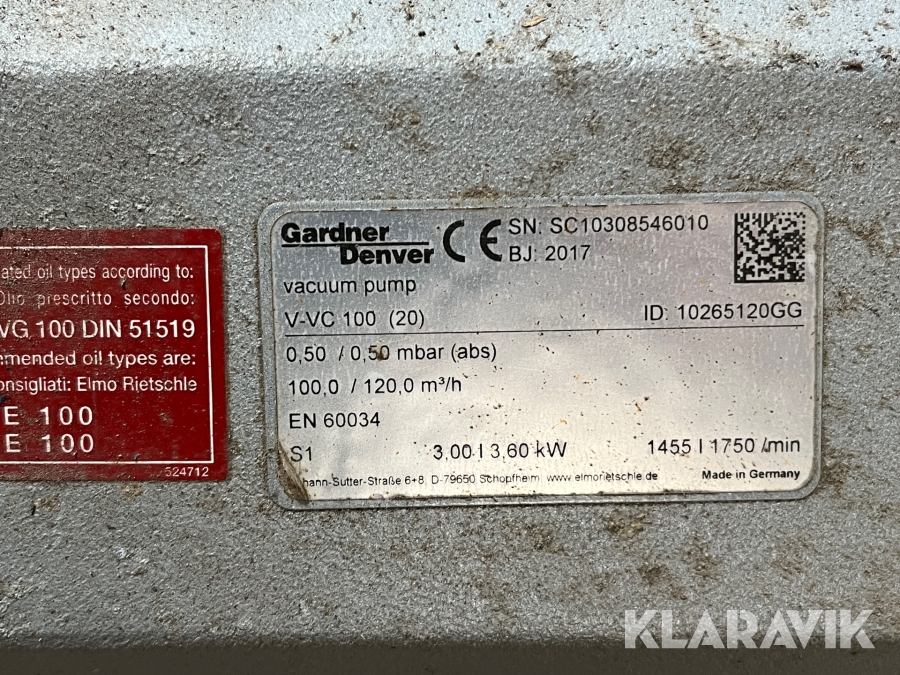 ated oil types according to:
Olio prescritto secondo:
VG 100 DIN 51519
mmended oil types are:
onsigliati: Elmo Rietschle
E 100
E 100
524712
Gardner
Denver
CE
SN: SC10308546010
BJ: 2017
vacuum pump
V-VC 100 (20)
ID: 10265120GG
0,50 / 0,50 mbar (abs)
100,0 / 120,0 m³/h
EN 60034
S1 3,00 | 3,60 kW 1455 | 1750 /min
hann-Sutter-Straße 6+8 D-79650 Schopfheim www.elmorietschle.de Made in Germany
KLARAVIK